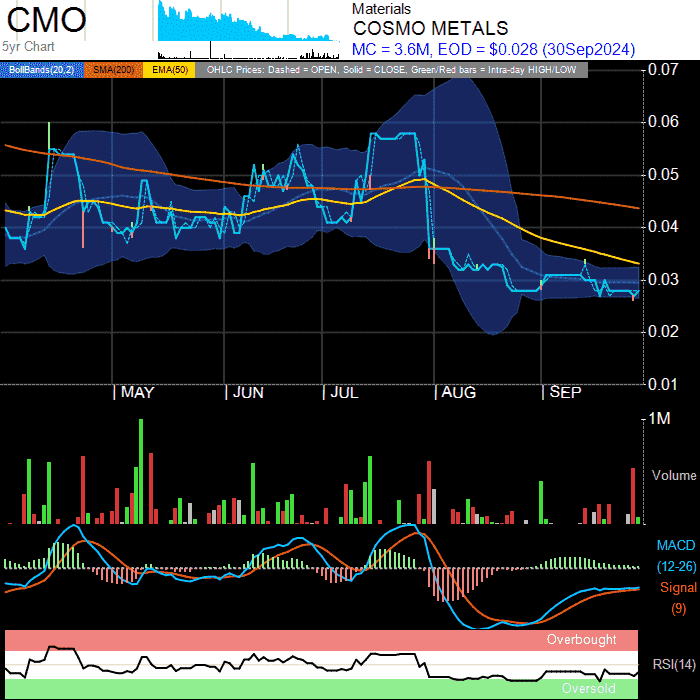 CMO
5yr Chart
Materials
COSMO METALS
MC = 3.6M, EOD = $0.028 (30Sep2024)
BollBands(20,2) SMA(200) EMA(50) OHLC Prices: Dashed = OPEN, Solid = CLOSE, Green/Red bars = Intra-day HIGH/LOW
0.07
0.06
0.05
0.04
0.03
0.02
0.01
MAY JUN JUL AUG SEP
1M
Volume
MACD
(12-26)
Signal
(9)
Overbought
RSI(14)
Oversold